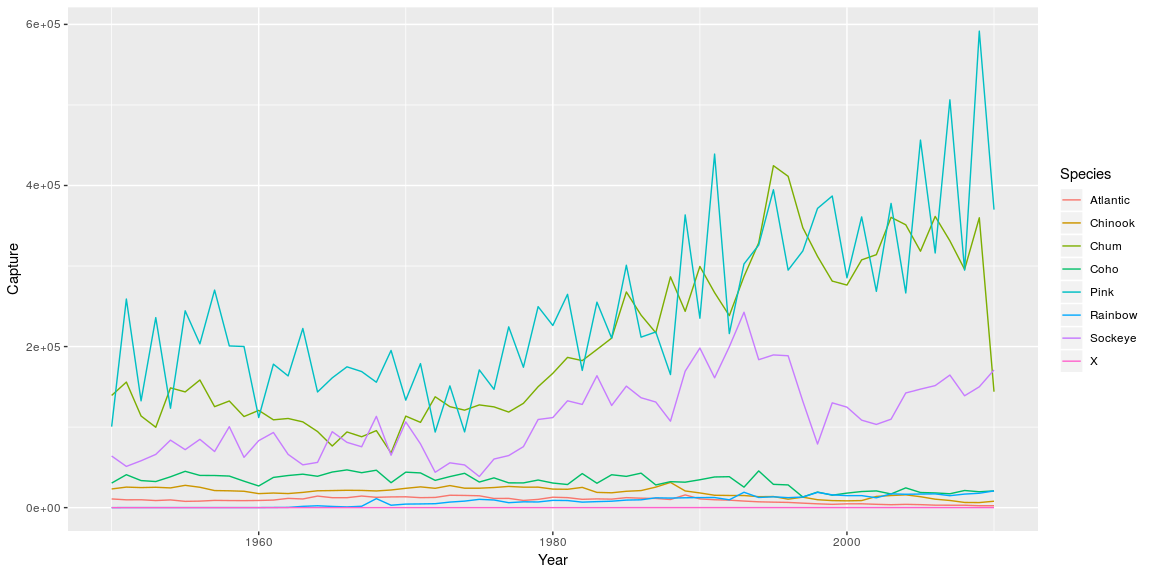 6e+05
4e+05
2e+05
0e+00
Capture
1960
1980
2000
Year
Species
Atlantic
Chinook
Chum
Coho
Pink
Rainbow
Sockeye
X